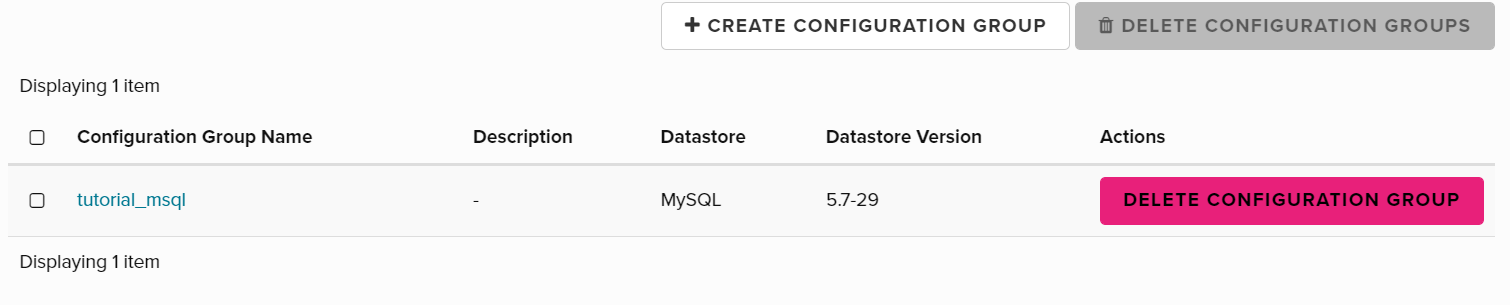 CREATE CONFIGURATION GROUP DELETE CONFIGURATION GROUPS
Displaying 1 item
Configuration Group Name Description Datastore Datastore Version Actions
tutorial_msql - MySQL 5.7-29 DELETE CONFIGURATION GROUP
Displaying 1 item